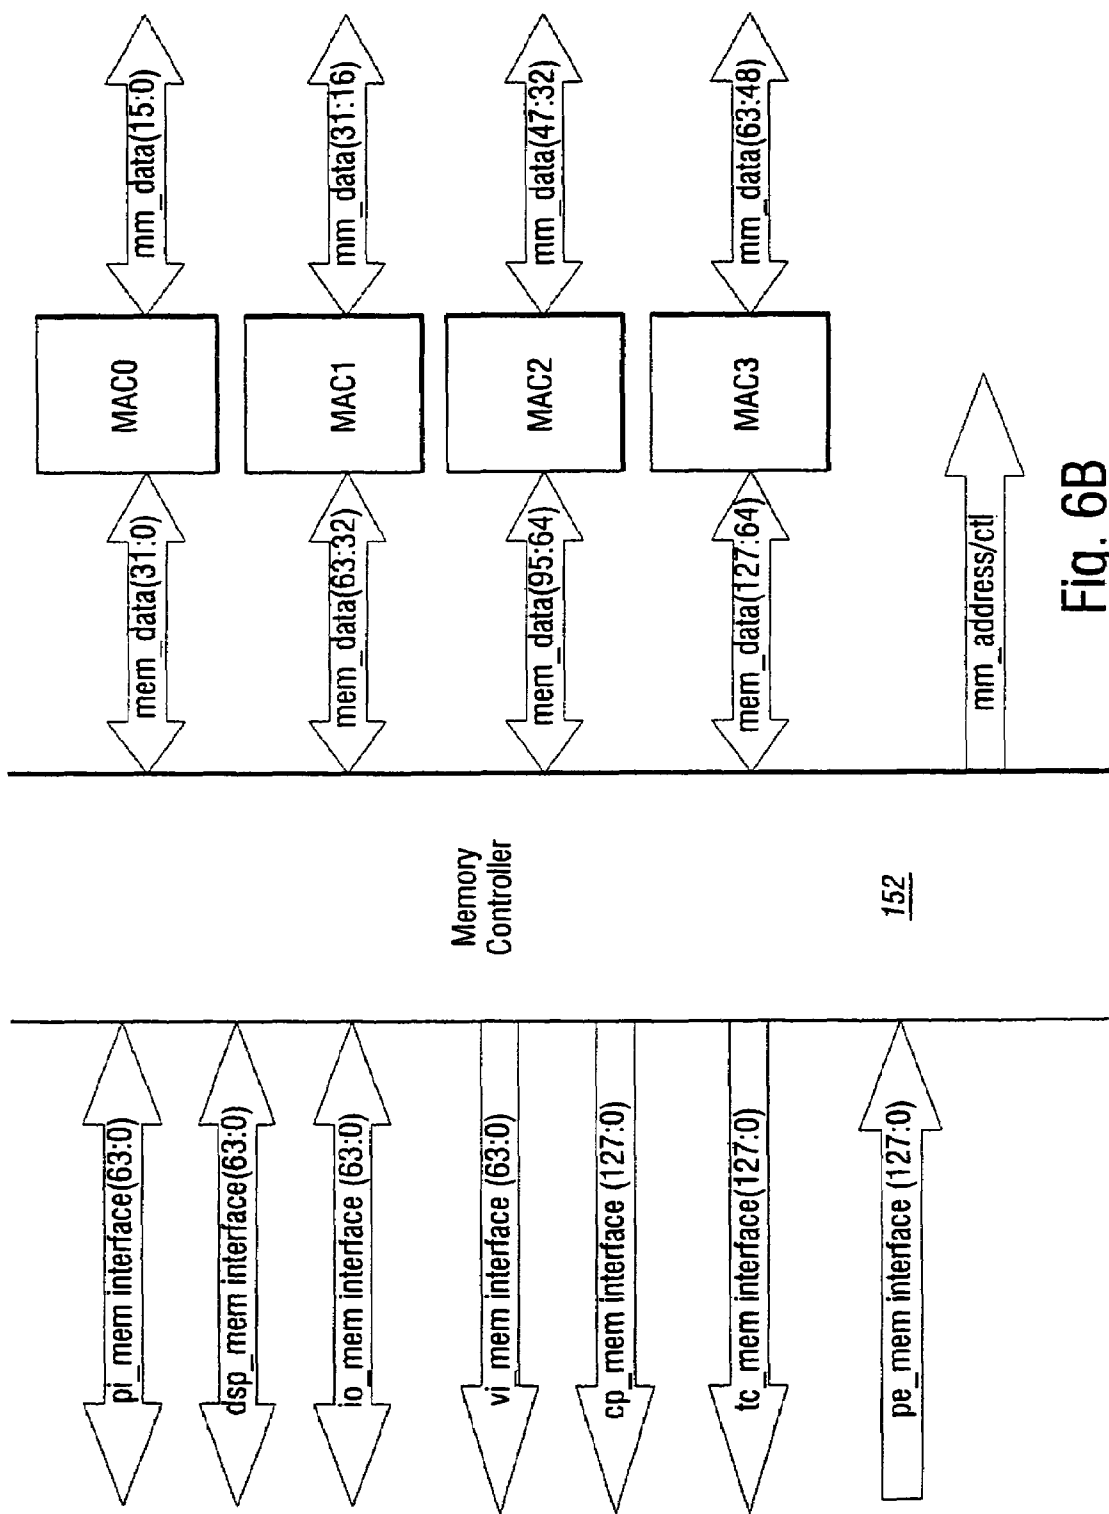 pi_mem interface(63:0)
dsp_mem interface(63:0)
io_mem interface (63:0)
vi_mem interface (63:0)
cp_mem interface (127:0)
tc_mem interface(127:0)
pe_mem interface (127:0)
Memory
Controller
152
mem_data(31:0)
MAC0
mm_data(15:0)
mem_data(63:32)
MAC1
mm_data(31:16)
mem_data(95:64)
MAC2
mm_data(47:32)
mem_data(127:64)
MAC3
mm_data(63:48)
mm_address/ctl
Fig. 6B